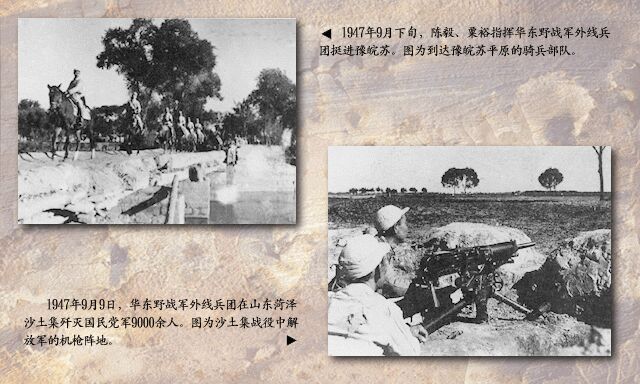 ◀ 1947年9月下旬，陈毅、粟裕指挥华东野战军外线兵
团挺进豫皖苏。图为到达豫皖苏平原的骑兵部队。
1947年9月9日，华东野战军外线兵团在山东菏泽
沙土集歼灭国民党军9000余人。图为沙土集战役中解
放军的机枪阵地。 ▶